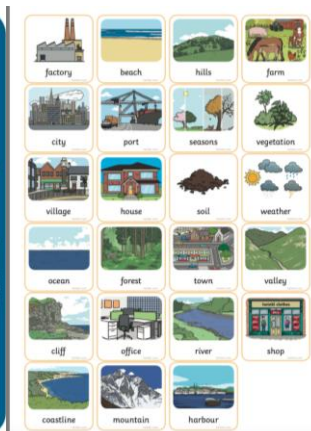 factory beach hills farm
city port seasons vegetation
village house soil weather
ocean forest town valley
cliff office river shop
coastline mountain harbour